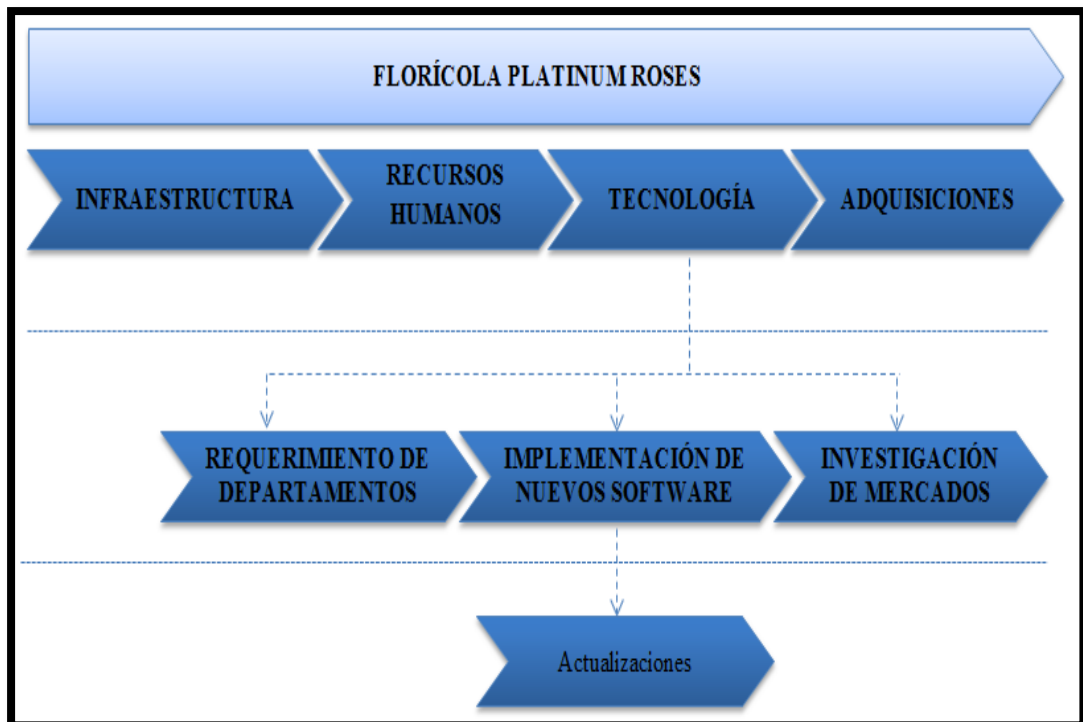 FLORÍCOLA PLATINUM ROSES
INFRAESTRUCTURA
RECURSOS
HUMANOS
TECNOLOGÍA
ADQUISICIONES
REQUERIMIENTO DE
DEPARTAMENTOS
IMPLEMENTACIÓN DE
NUEVOS SOFTWARE
INVESTIGACIÓN
DE MERCADOS
Actualizaciones